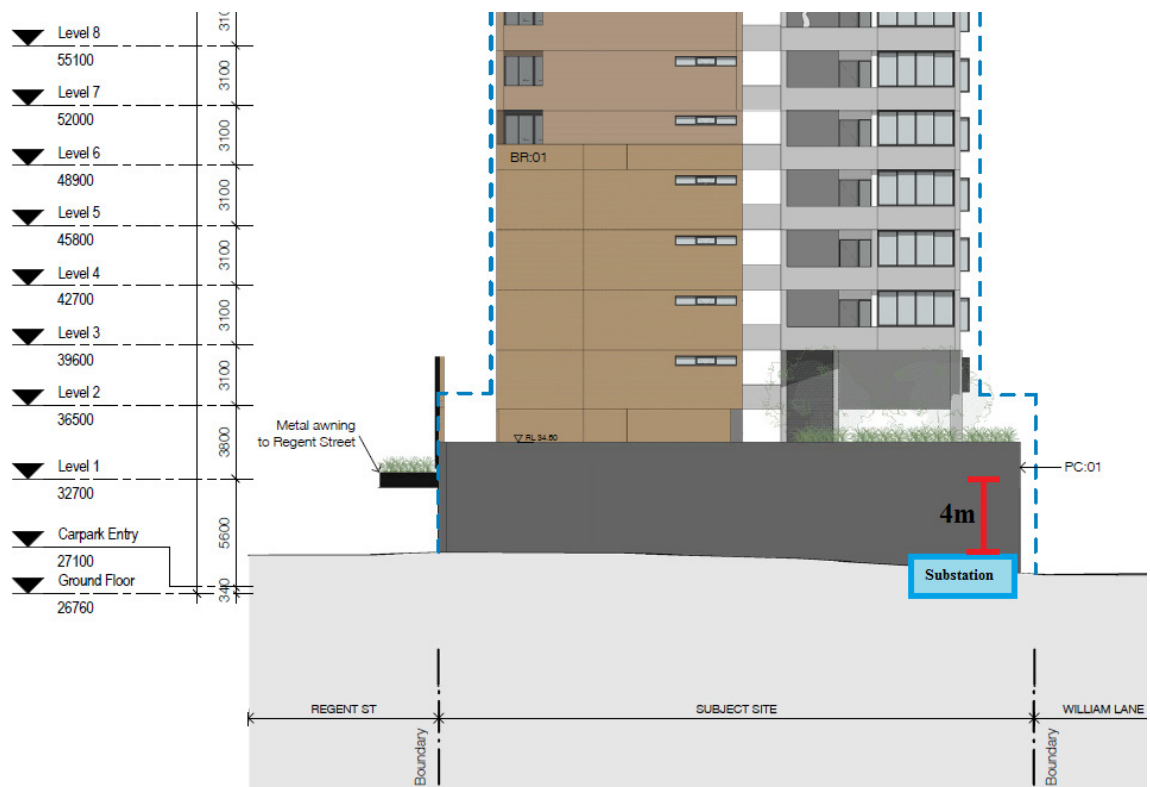 Level 8
55100
Level 7
52000
Level 6
48900
Level 5
45800
Level 4
42700
Level 3
39600
Level 2
36500
Level 1
32700
Carpark Entry
27100
Ground Floor
26760
3100
3100
3100
3100
3100
3100
3100
3800
5600
340
BR:01
Metal awning
to Regent Street
RL 34.60
PC:01
4m
Substation
REGENT ST
SUBJECT SITE
WILLIAM LANE
Boundary
Boundary